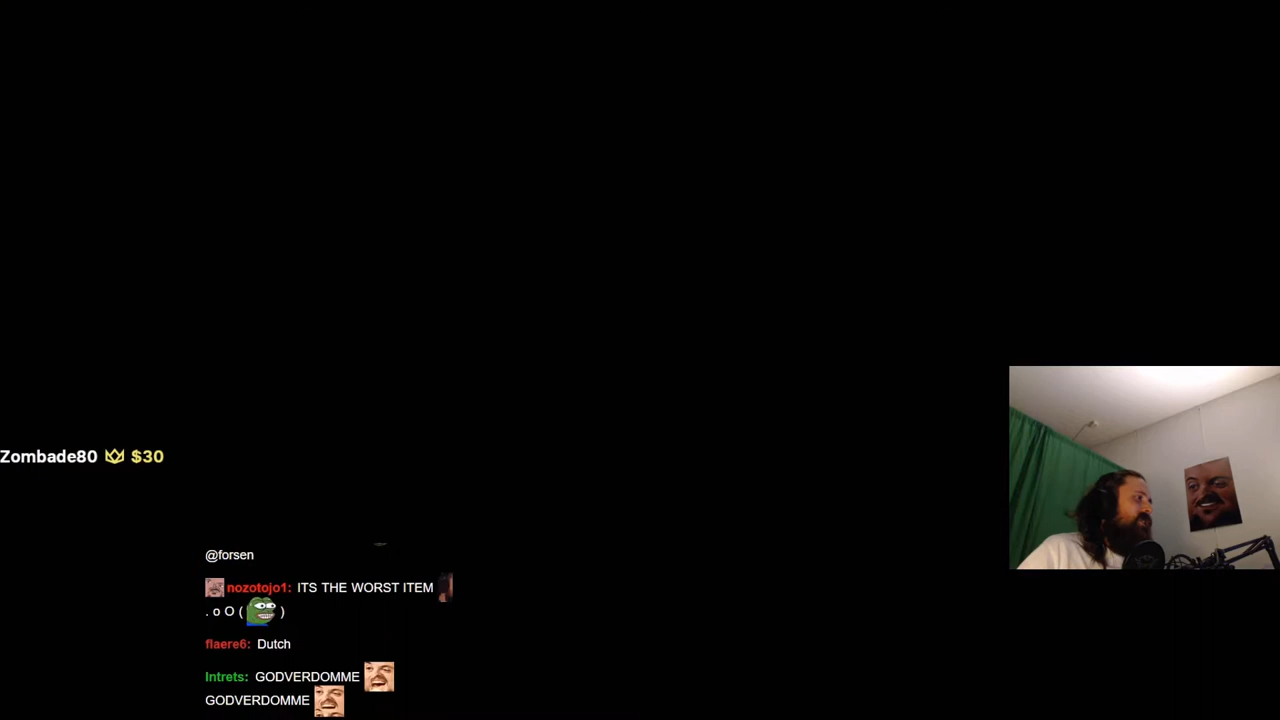 Zombade80 $30
@forsen
nozotojo1: ITS THE WORST ITEM
. o O ( )
flaere6: Dutch
Intrets: GODVERDOMME
GODVERDOMME